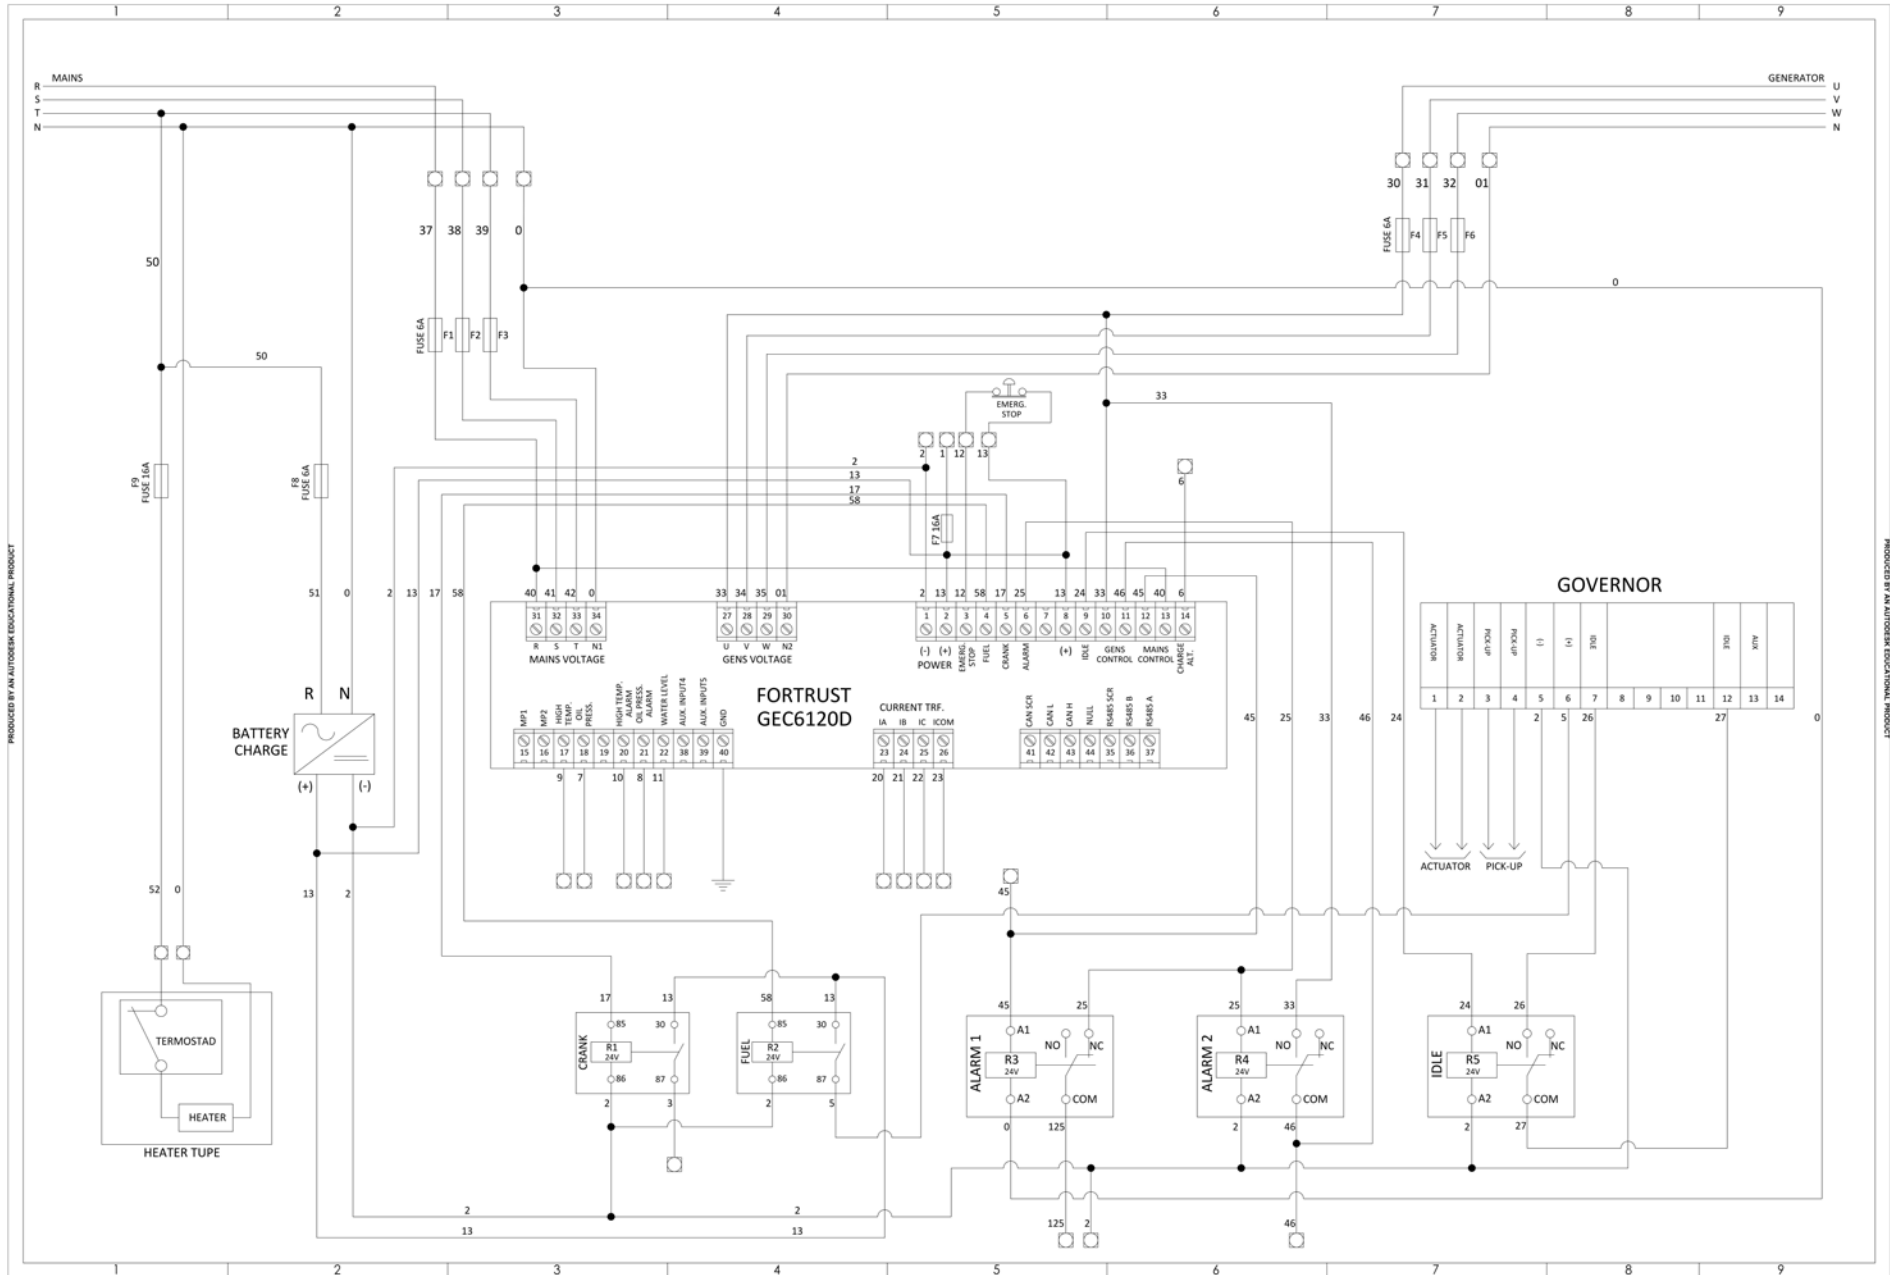 1 2 3 4 5 6 7 8 9
MAINS
R
S
T
N
GENERATOR
U
V
W
N
30 31 32 01
37 38 39 0
FUSE 6A F4 F5 F6
50
0
FUSE 6A F1 F2 F3
50
EMERG.
STOP
33
2 1 12 13
2
13
17
58
6
F9
FUSE 16A
F8
FUSE 6A
F7 16A
PRODUCED BY AN AUTODESK EDUCATIONAL PRODUCT
PRODUCED BY AN AUTODESK EDUCATIONAL PRODUCT
51 0 2 13 17 58
40 41 42 0
33 34 35 01
2 13 12 58 17 25 13 24 33 46 45 40 6
31 32 33 34
27 28 29 30
1 2 3 4 5 6 7 8 9 10 11 12 13 14
R S T N1
MAINS VOLTAGE
U V W N2
GENS VOLTAGE
(-) (+)
POWER
EMERG.
STOP
FUEL
CRANK
ALARM
(+)
IDLE
GENS
CONTROL
MAINS
CONTROL
CHARGE
ALT.
GOVERNOR
ACTUATOR
ACTUATOR
PICK-UP
PICK-UP
(-)
(+)
IDLE
IDLE
AUX
1 2 3 4 5 6 7 8 9 10 11 12 13 14
2 5 26 27 0
FORTRUST
GEC6120D
MP1
MP2
HIGH
TEMP.
OIL
PRESS.
HIGH TEMP.
ALARM
OIL PRESS.
ALARM
WATER LEVEL
AUX. INPUT4
AUX. INPUT5
GND
15 16 17 18 19 20 21 22 38 39 40
9 7 10 8 11
CURRENT TRF.
IA IB IC ICOM
23 24 25 26
20 21 22 23
CAN SCR
CAN L
CAN H
NULL
RS485 SCR
RS485 B
RS485 A
41 42 43 44 35 36 37
45 25 33 46 24
R N
BATTERY
CHARGE
(+) (-)
ACTUATOR PICK-UP
52 0
13 2
45
TERMOSTAD
HEATER
HEATER TUPE
17 13
CRANK
85 30
R1
24V
86 87
2 3
58 13
FUEL
85 30
R2
24V
86 87
2 5
45 25
ALARM 1
A1 NO NC
R3
24V
A2 COM
0 125
25 33
ALARM 2
A1 NO NC
R4
24V
A2 COM
2 46
24 26
IDLE
A1 NO NC
R5
24V
A2 COM
2 27
2 2
13 13
125 2 46
1 2 3 4 5 6 7 8 9